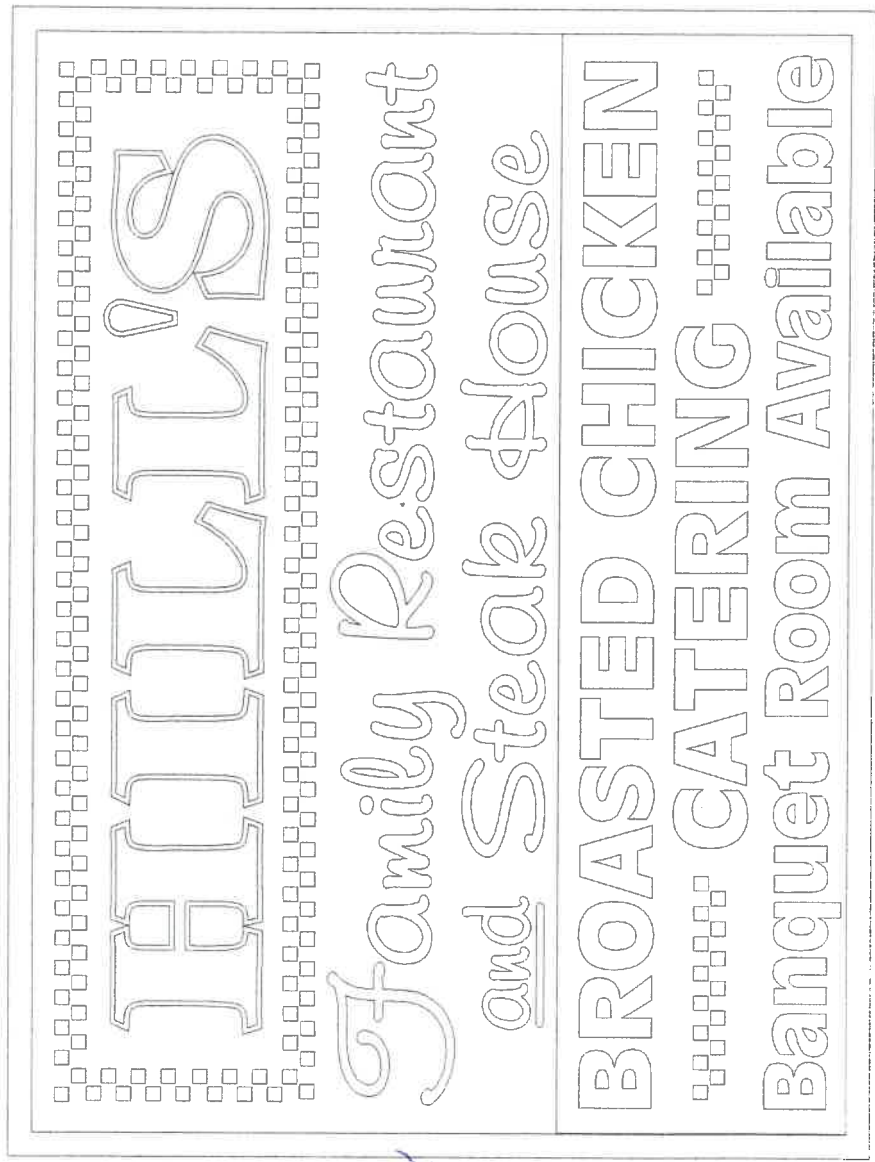 HILL'S
Family Restaurant
and Steak House
BROASTED CHICKEN
CATERING
Banquet Room Available